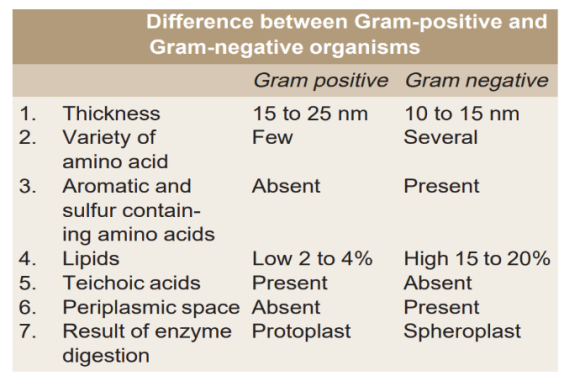 Difference between Gram-positive and
Gram-negative organisms
Gram positive Gram negative
1. Thickness 15 to 25 nm 10 to 15 nm
2. Variety of Few Several
amino acid
3. Aromatic and Absent Present
sulfur contain-
ing amino acids
4. Lipids Low 2 to 4% High 15 to 20%
5. Teichoic acids Present Absent
6. Periplasmic space Absent Present
7. Result of enzyme Protoplast Spheroplast
digestion